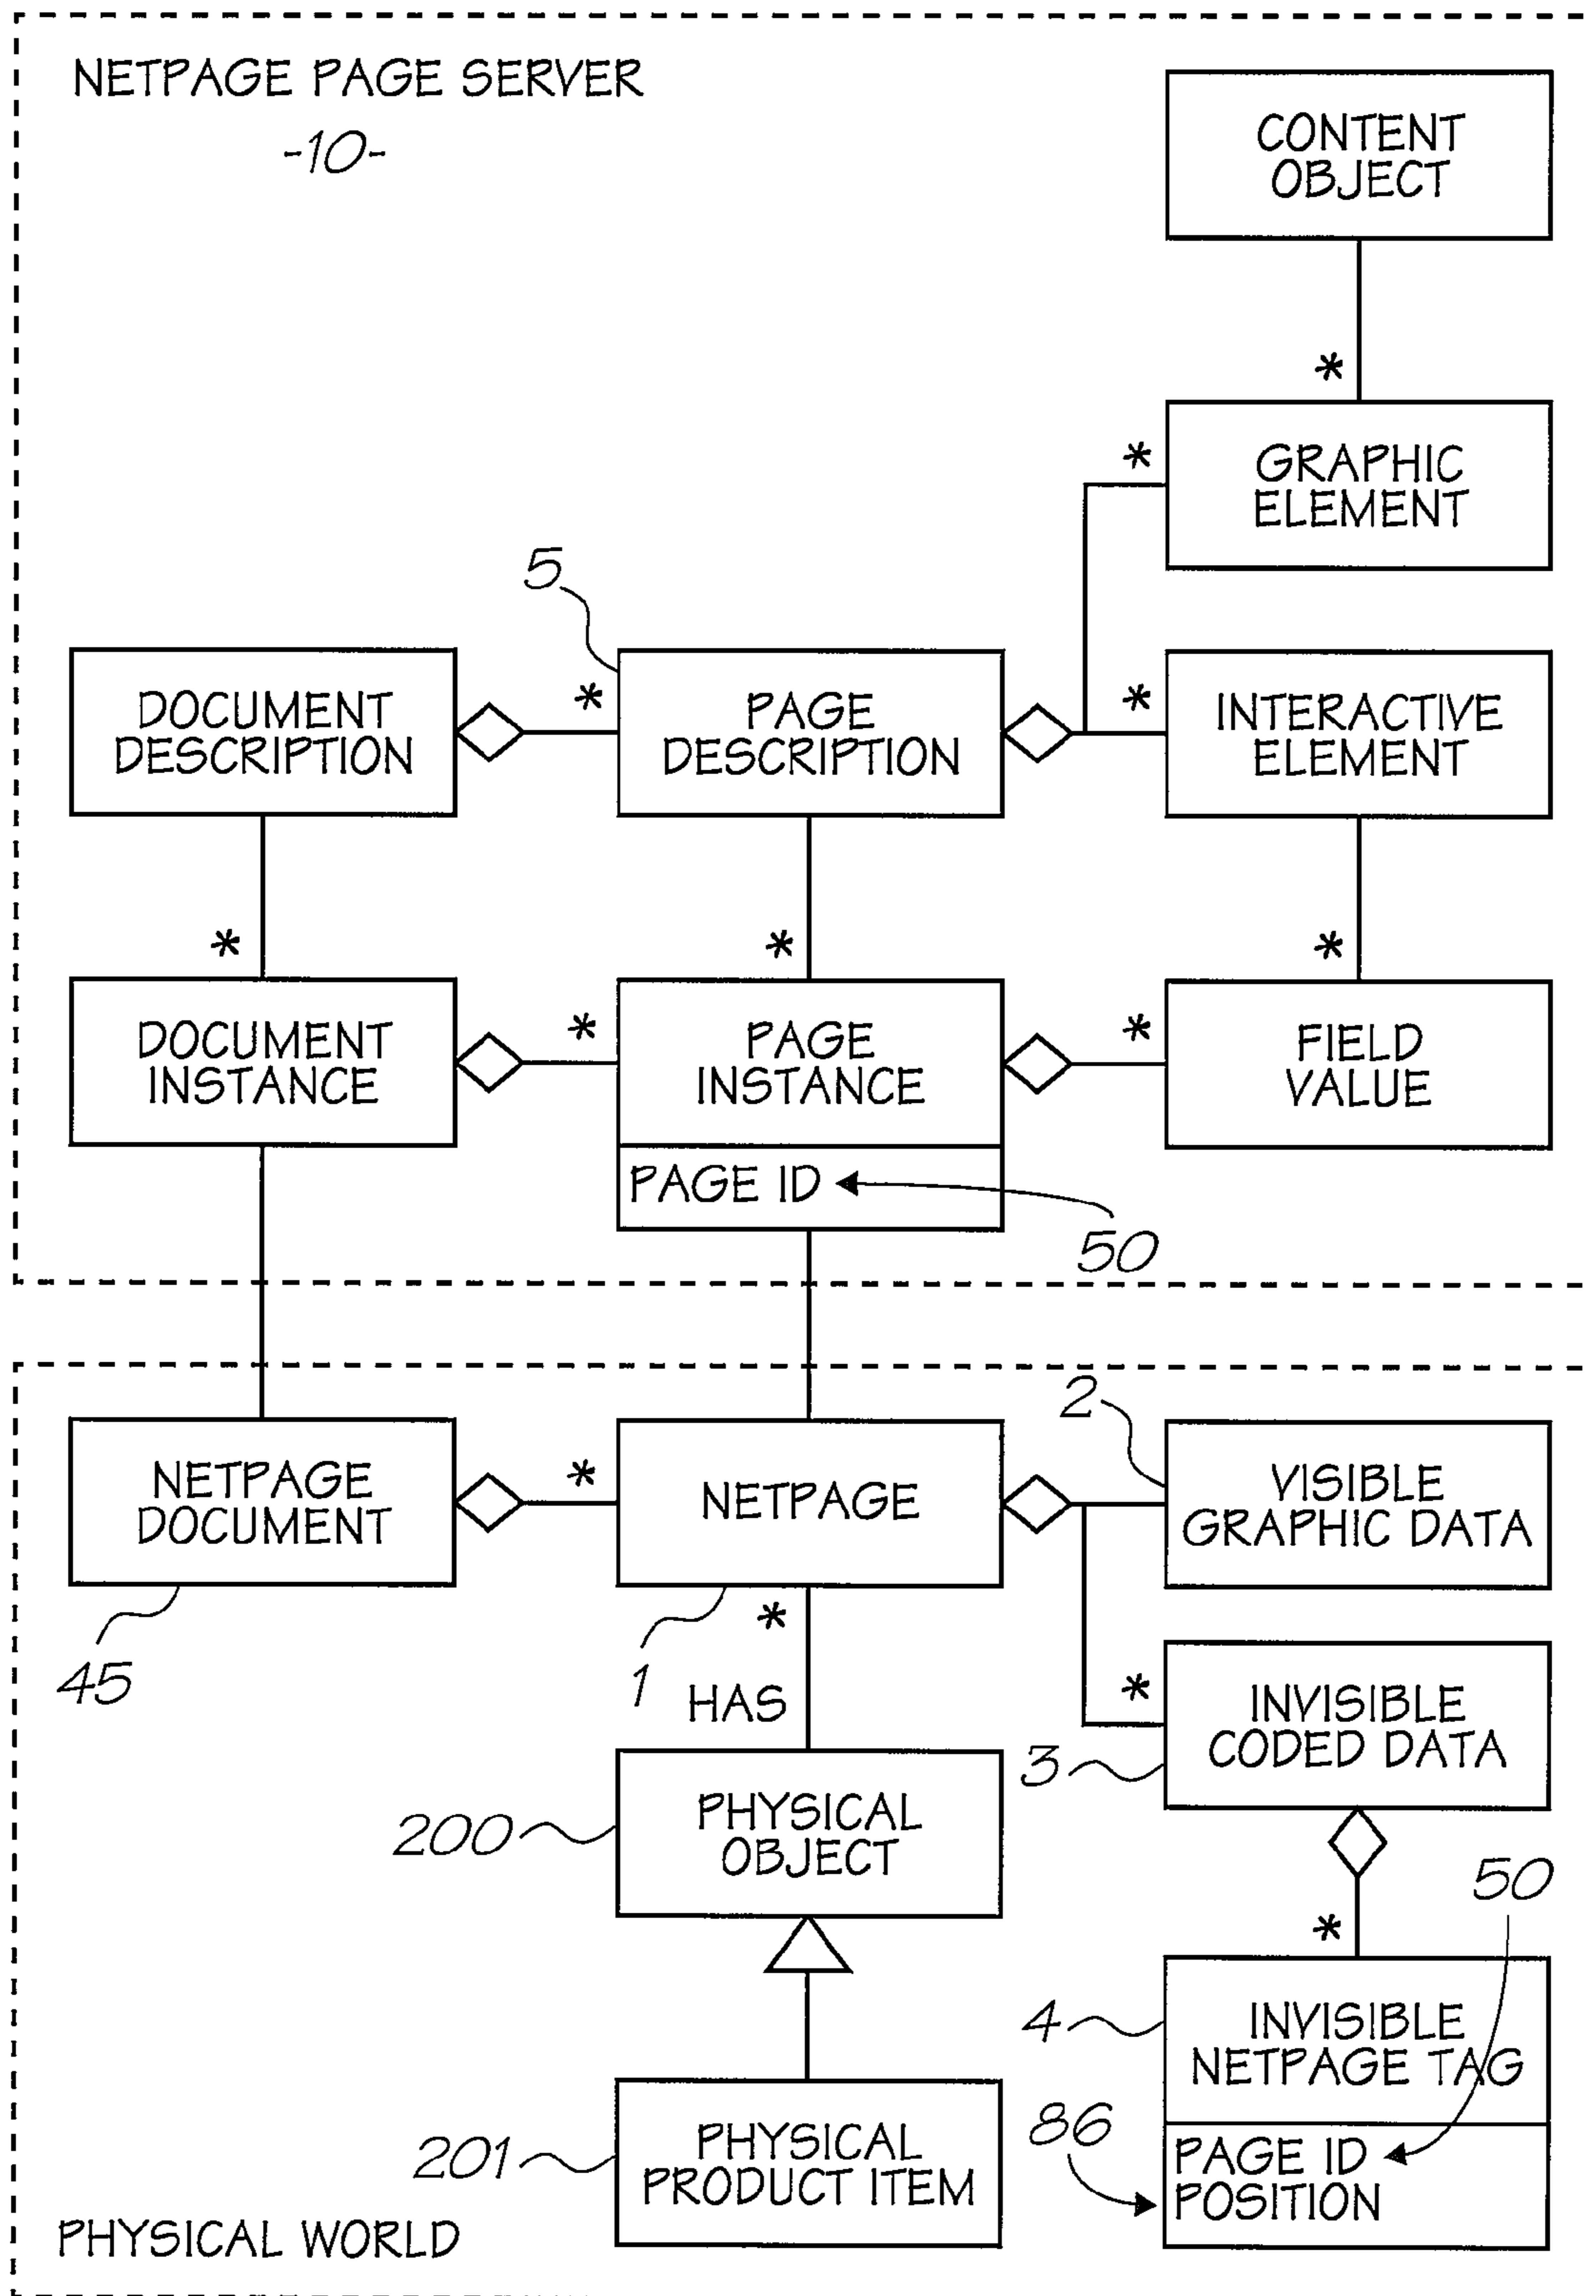 NETPAGE PAGE SERVER
-10-
CONTENT
OBJECT
*
*
GRAPHIC
ELEMENT
5
DOCUMENT
DESCRIPTION
*
PAGE
DESCRIPTION
*
INTERACTIVE
ELEMENT
*
*
*
DOCUMENT
INSTANCE
*
PAGE
INSTANCE
*
FIELD
VALUE
PAGE ID
50
2
NETPAGE
DOCUMENT
*
NETPAGE
VISIBLE
GRAPHIC DATA
45
1
*
HAS
*
INVISIBLE
CODED DATA
3
200
PHYSICAL
OBJECT
50
*
4
INVISIBLE
NETPAGE TAG
86
PAGE ID
POSITION
201
PHYSICAL
PRODUCT ITEM
PHYSICAL WORLD